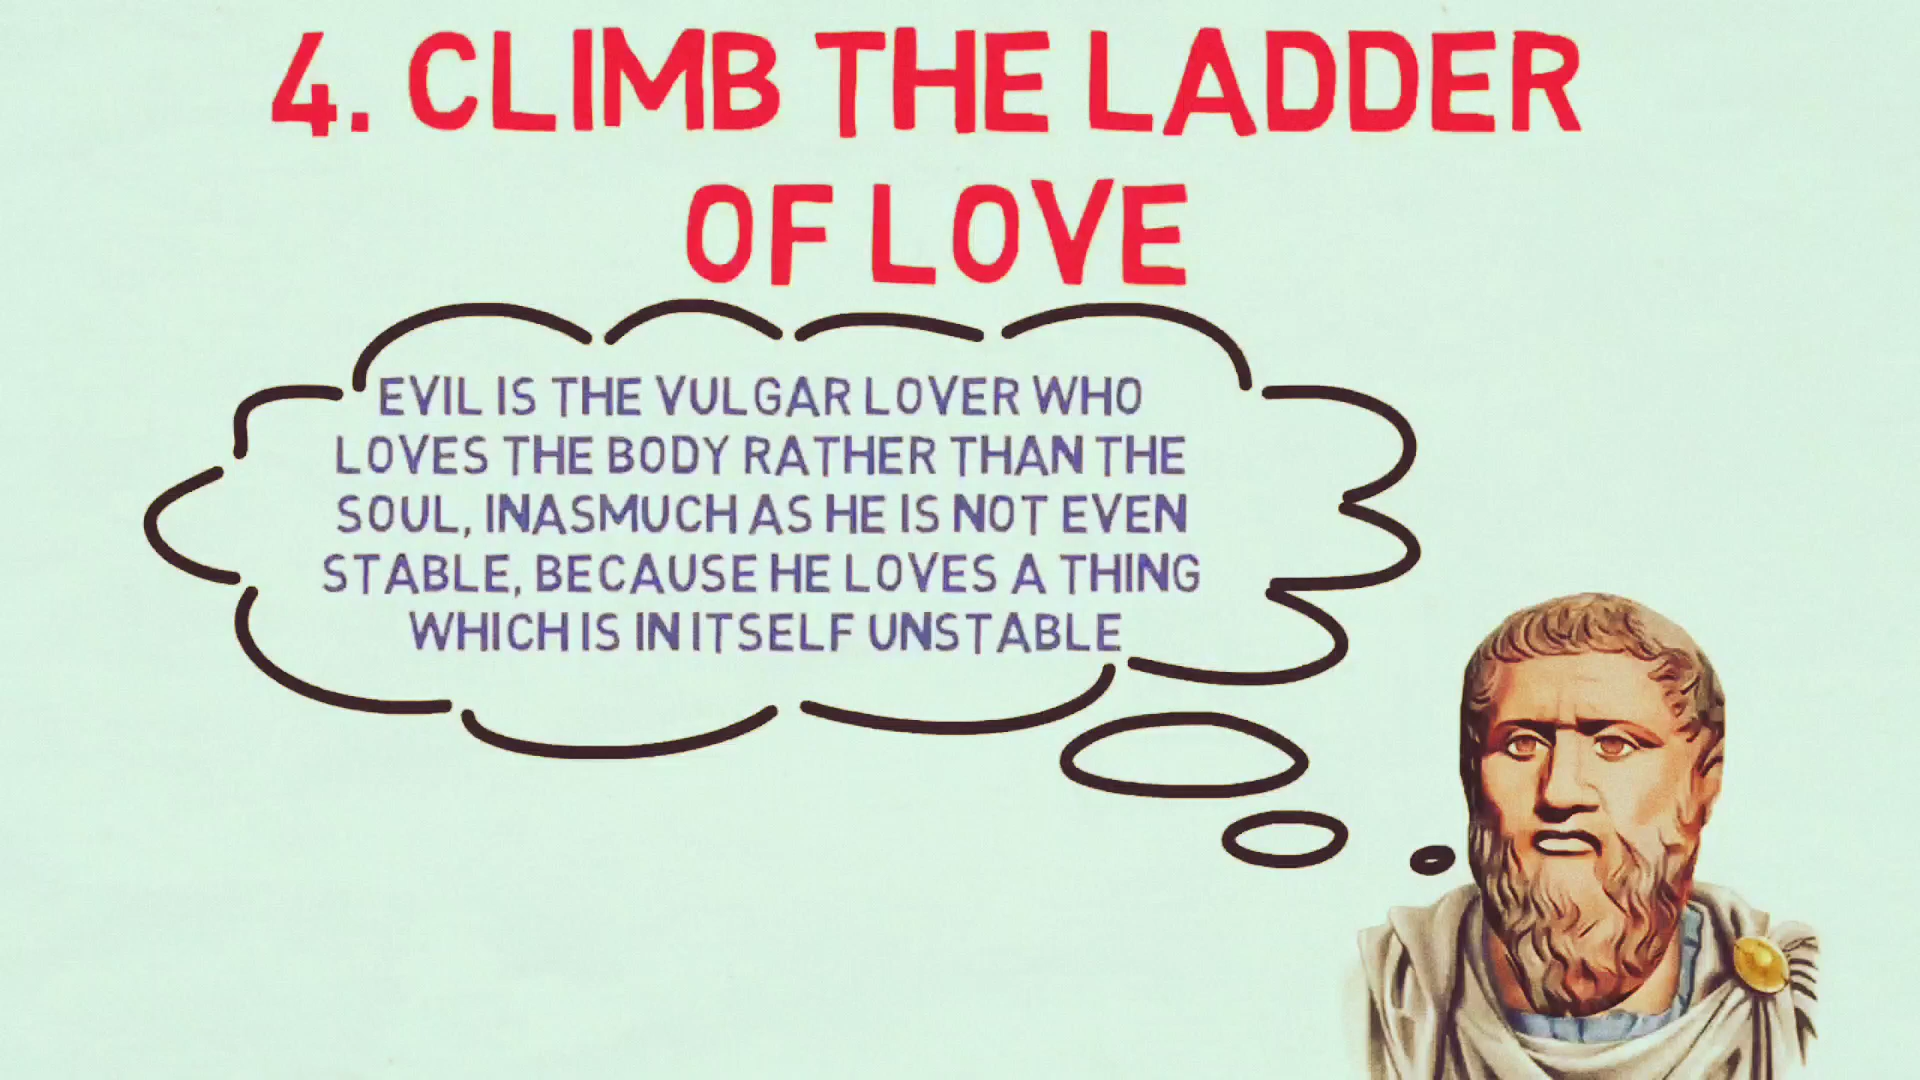 4. CLIMB THE LADDER
OF LOVE
EVIL IS THE VULGAR LOVER WHO
LOVES THE BODY RATHER THAN THE
SOUL, INASMUCH AS HE IS NOT EVEN
STABLE, BECAUSE HE LOVES A THING
WHICH IS IN ITSELF UNSTABLE